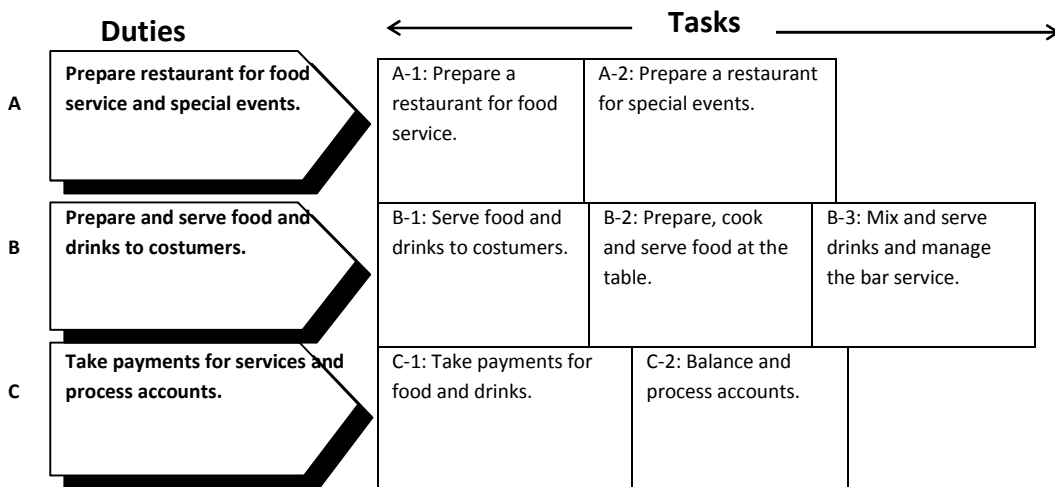 Duties
Tasks
A
Prepare restaurant for food
service and special events.
A-1: Prepare a
restaurant for food
service.
A-2: Prepare a restaurant
for special events.
B
Prepare and serve food and
drinks to costumers.
B-1: Serve food and
drinks to costumers.
B-2: Prepare, cook
and serve food at the
table.
B-3: Mix and serve
drinks and manage
the bar service.
C
Take payments for services and
process accounts.
C-1: Take payments for
food and drinks.
C-2: Balance and
process accounts.